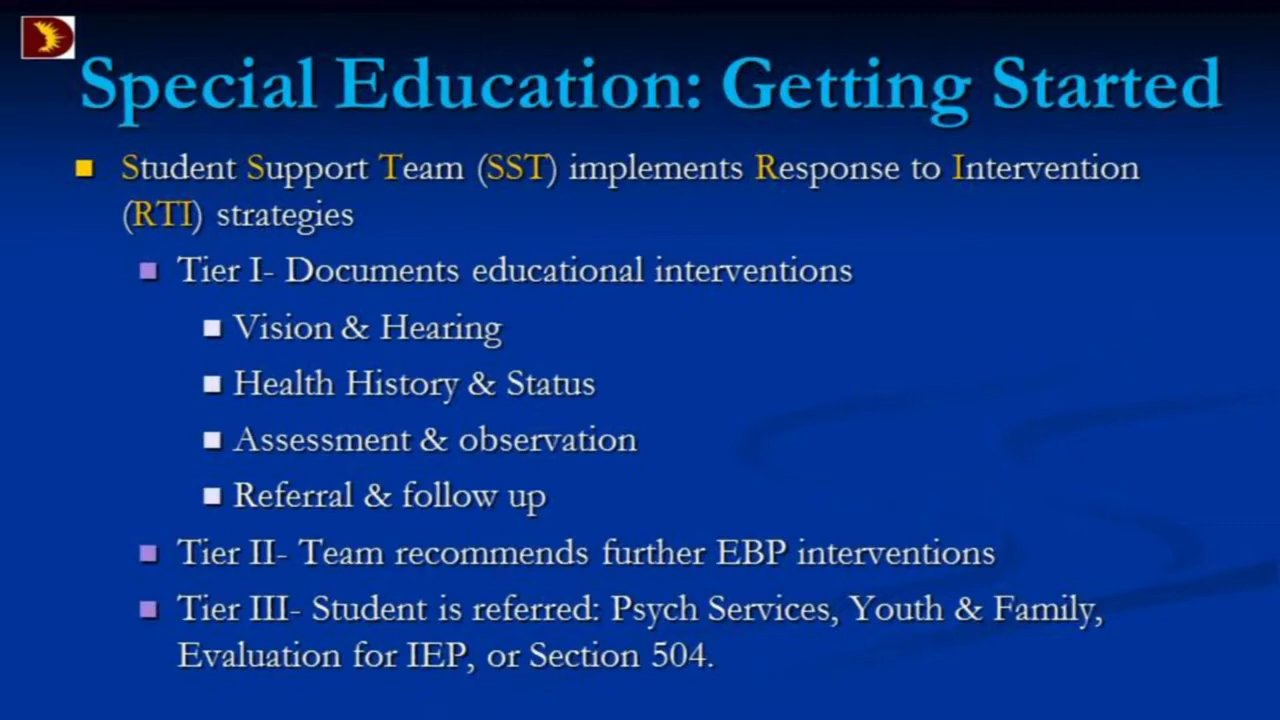 Special Education: Getting Started
Student Support Team (SST) implements Response to Intervention
(RTI) strategies
Tier I- Documents educational interventions
Vision & Hearing
Health History & Status
Assessment & observation
Referral & follow up
Tier II- Team recommends further EBP interventions
Tier III- Student is referred: Psych Services, Youth & Family,
Evaluation for IEP, or Section 504.